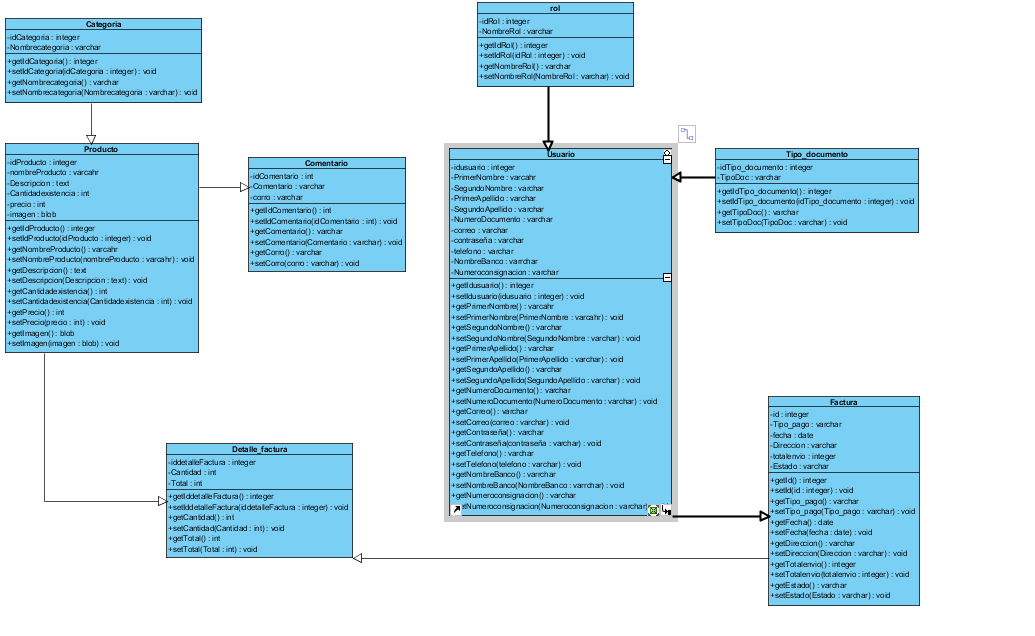 Categoria
-idCategoria : integer
-Nombrecategoria : varchar
+getIdCategoria() : integer
+setIdCategoria(idCategoria : integer) : void
+getNombrecategoria() : varchar
+setNombrecategoria(Nombrecategoria : varchar) : void
rol
-idRol : integer
-NombreRol : varchar
+getIdRol() : integer
+setIdRol(idRol : integer) : void
+getNombreRol() : varchar
+setNombreRol(NombreRol : varchar) : void
Producto
-idProducto : integer
-nombreProducto : varcahr
-Descripcion : text
-Cantidadexistencia : int
-precio : int
-imagen : blob
+getIdProducto() : integer
+setIdProducto(idProducto : integer) : void
+getNombreProducto() : varcahr
+setNombreProducto(nombreProducto : varcahr) : void
+getDescripcion() : text
+setDescripcion(Descripcion : text) : void
+getCantidadexistencia() : int
+setCantidadexistencia(Cantidadexistencia : int) : void
+getPrecio() : int
+setPrecio(precio : int) : void
+getImagen() : blob
+setImagen(imagen : blob) : void
Comentario
-idComentario : int
-Comentario : varchar
-corro : varchar
+getIdComentario() : int
+setIdComentario(idComentario : int) : void
+getComentario() : varchar
+setComentario(Comentario : varchar) : void
+getCorro() : varchar
+setCorro(corro : varchar) : void
Usuario
-idusuario : integer
-PrimerNombre : varcahr
-SegundoNombre : varchar
-PrimerApellido : varchar
-SegundoApellido : varchar
-NumeroDocumento : varchar
-correo : varchar
-contraseña : varchar
-telefono : varchar
-NombreBanco : varrchar
-Numeroconsignacion : varchar
+getIdusuario() : integer
+setIdusuario(idusuario : integer) : void
+getPrimerNombre() : varcahr
+setPrimerNombre(PrimerNombre : varcahr) : void
+getSegundoNombre() : varchar
+setSegundoNombre(SegundoNombre : varchar) : void
+getPrimerApellido() : varchar
+setPrimerApellido(PrimerApellido : varchar) : void
+getSegundoApellido() : varchar
+setSegundoApellido(SegundoApellido : varchar) : void
+getNumeroDocumento() : varchar
+setNumeroDocumento(NumeroDocumento : varchar) : void
+getCorreo() : varchar
+setCorreo(correo : varchar) : void
+getContraseña() : varchar
+setContraseña(contraseña : varchar) : void
+getTelefono() : varchar
+setTelefono(telefono : varchar) : void
+getNombreBanco() : varrchar
+setNombreBanco(NombreBanco : varrchar) : void
+getNumeroconsignacion() : varchar
tNumeroconsignacion(Numeroconsignacion : varchar
Tipo_documento
-idTipo_documento : integer
-TipoDoc : varchar
+getIdTipo_documento() : integer
+setIdTipo_documento(idTipo_documento : integer) : void
+getTipoDoc() : varchar
+setTipoDoc(TipoDoc : varchar) : void
Detalle_factura
-iddetalleFactura : integer
-Cantidad : int
-Total : int
+getIddetalleFactura() : integer
+setIddetalleFactura(iddetalleFactura : integer) : void
+getCantidad() : int
+setCantidad(Cantidad : int) : void
+getTotal() : int
+setTotal(Total : int) : void
Factura
-id : integer
-Tipo_pago : varchar
-fecha : date
-Direccion : varchar
-totalenvio : integer
-Estado : varchar
+getId() : integer
+setId(id : integer) : void
+getTipo_pago() : varchar
+setTipo_pago(Tipo_pago : varchar) : void
+getFecha() : date
+setFecha(fecha : date) : void
+getDireccion() : varchar
+setDireccion(Direccion : varchar) : void
+getTotalenvio() : integer
+setTotalenvio(totalenvio : integer) : void
+getEstado() : varchar
+setEstado(Estado : varchar) : void